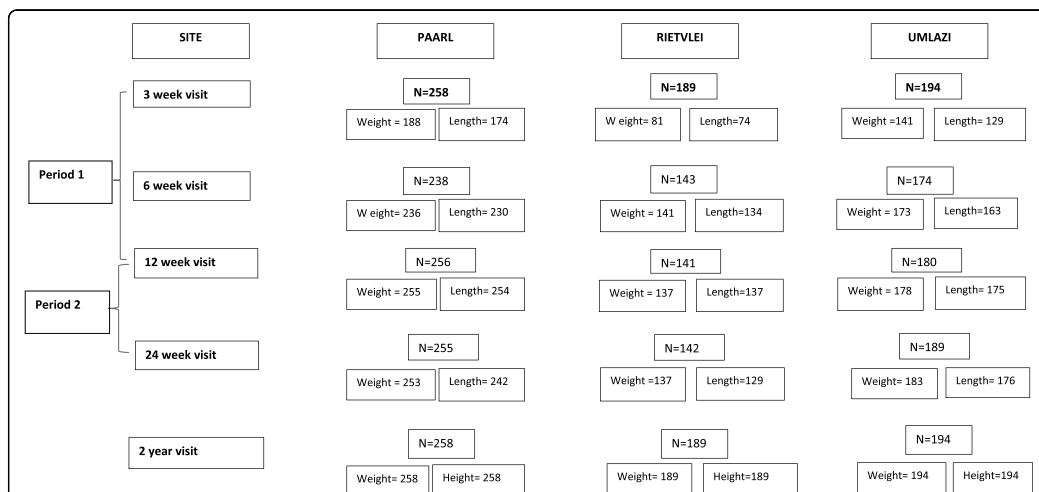 SITE PAARL RIETVLEI UMLAZI
3 week visit N=258 N=189 N=194
Weight = 188 Length= 174 W eight= 81 Length=74 Weight =141 Length= 129
Period 1
6 week visit N=238 N=143 N=174
W eight= 236 Length= 230 Weight = 141 Length=134 Weight = 173 Length=163
12 week visit N=256 N=141 N=180
Weight = 255 Length= 254 Weight = 137 Length=137 Weight = 178 Length= 175
Period 2
24 week visit N=255 N=142 N=189
Weight = 253 Length= 242 Weight =137 Length=129 Weight = 183 Length= 176
2 year visit N=258 N=189 N=194
Weight= 258 Height= 258 Weight= 189 Height=189 Weight= 194 Height=194